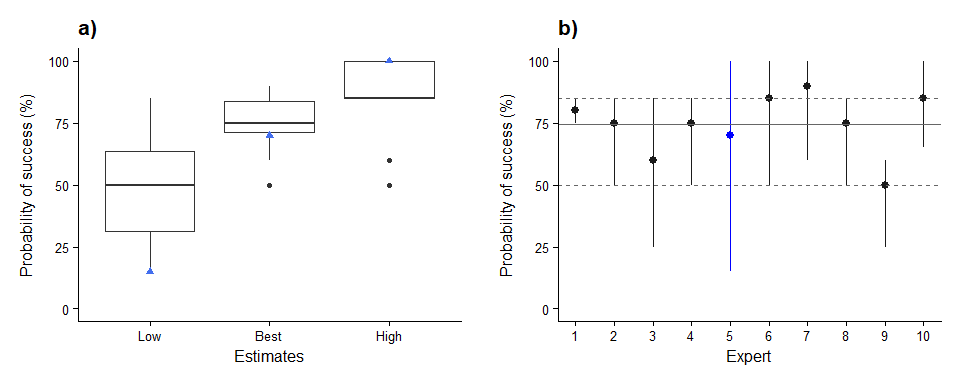 a)
Probability of success (%)
100
75
50
25
0
Low Best High
Estimates
b)
Probability of success (%)
100
75
50
25
0
1 2 3 4 5 6 7 8 9 10
Expert